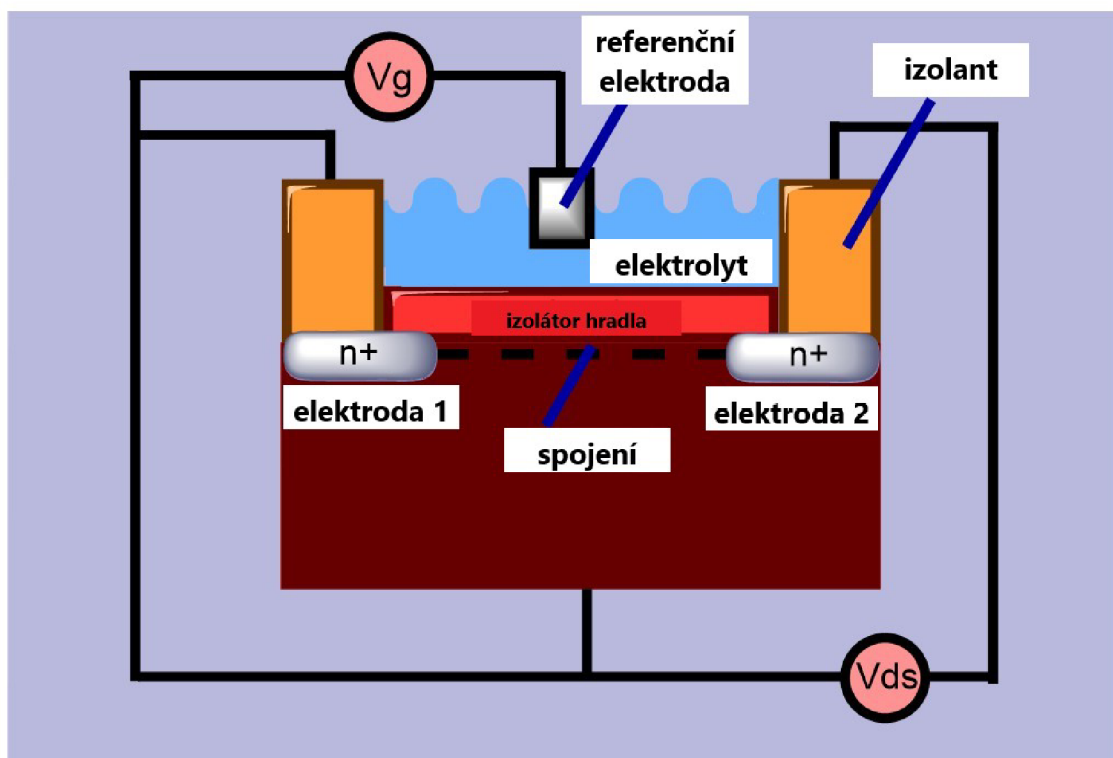 referenční
elektroda
izolant
Vg
elektrolyt
izolátor hradla
n+
n+
elektroda 1
elektroda 2
spojení
Vds